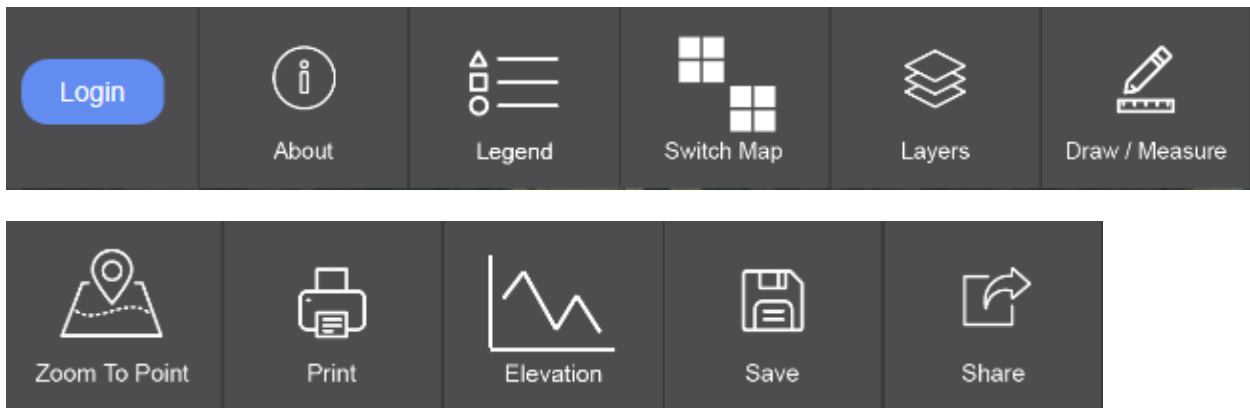 Login
About
Legend
Switch Map
Layers
Draw / Measure
Zoom To Point
Print
Elevation
Save
Share